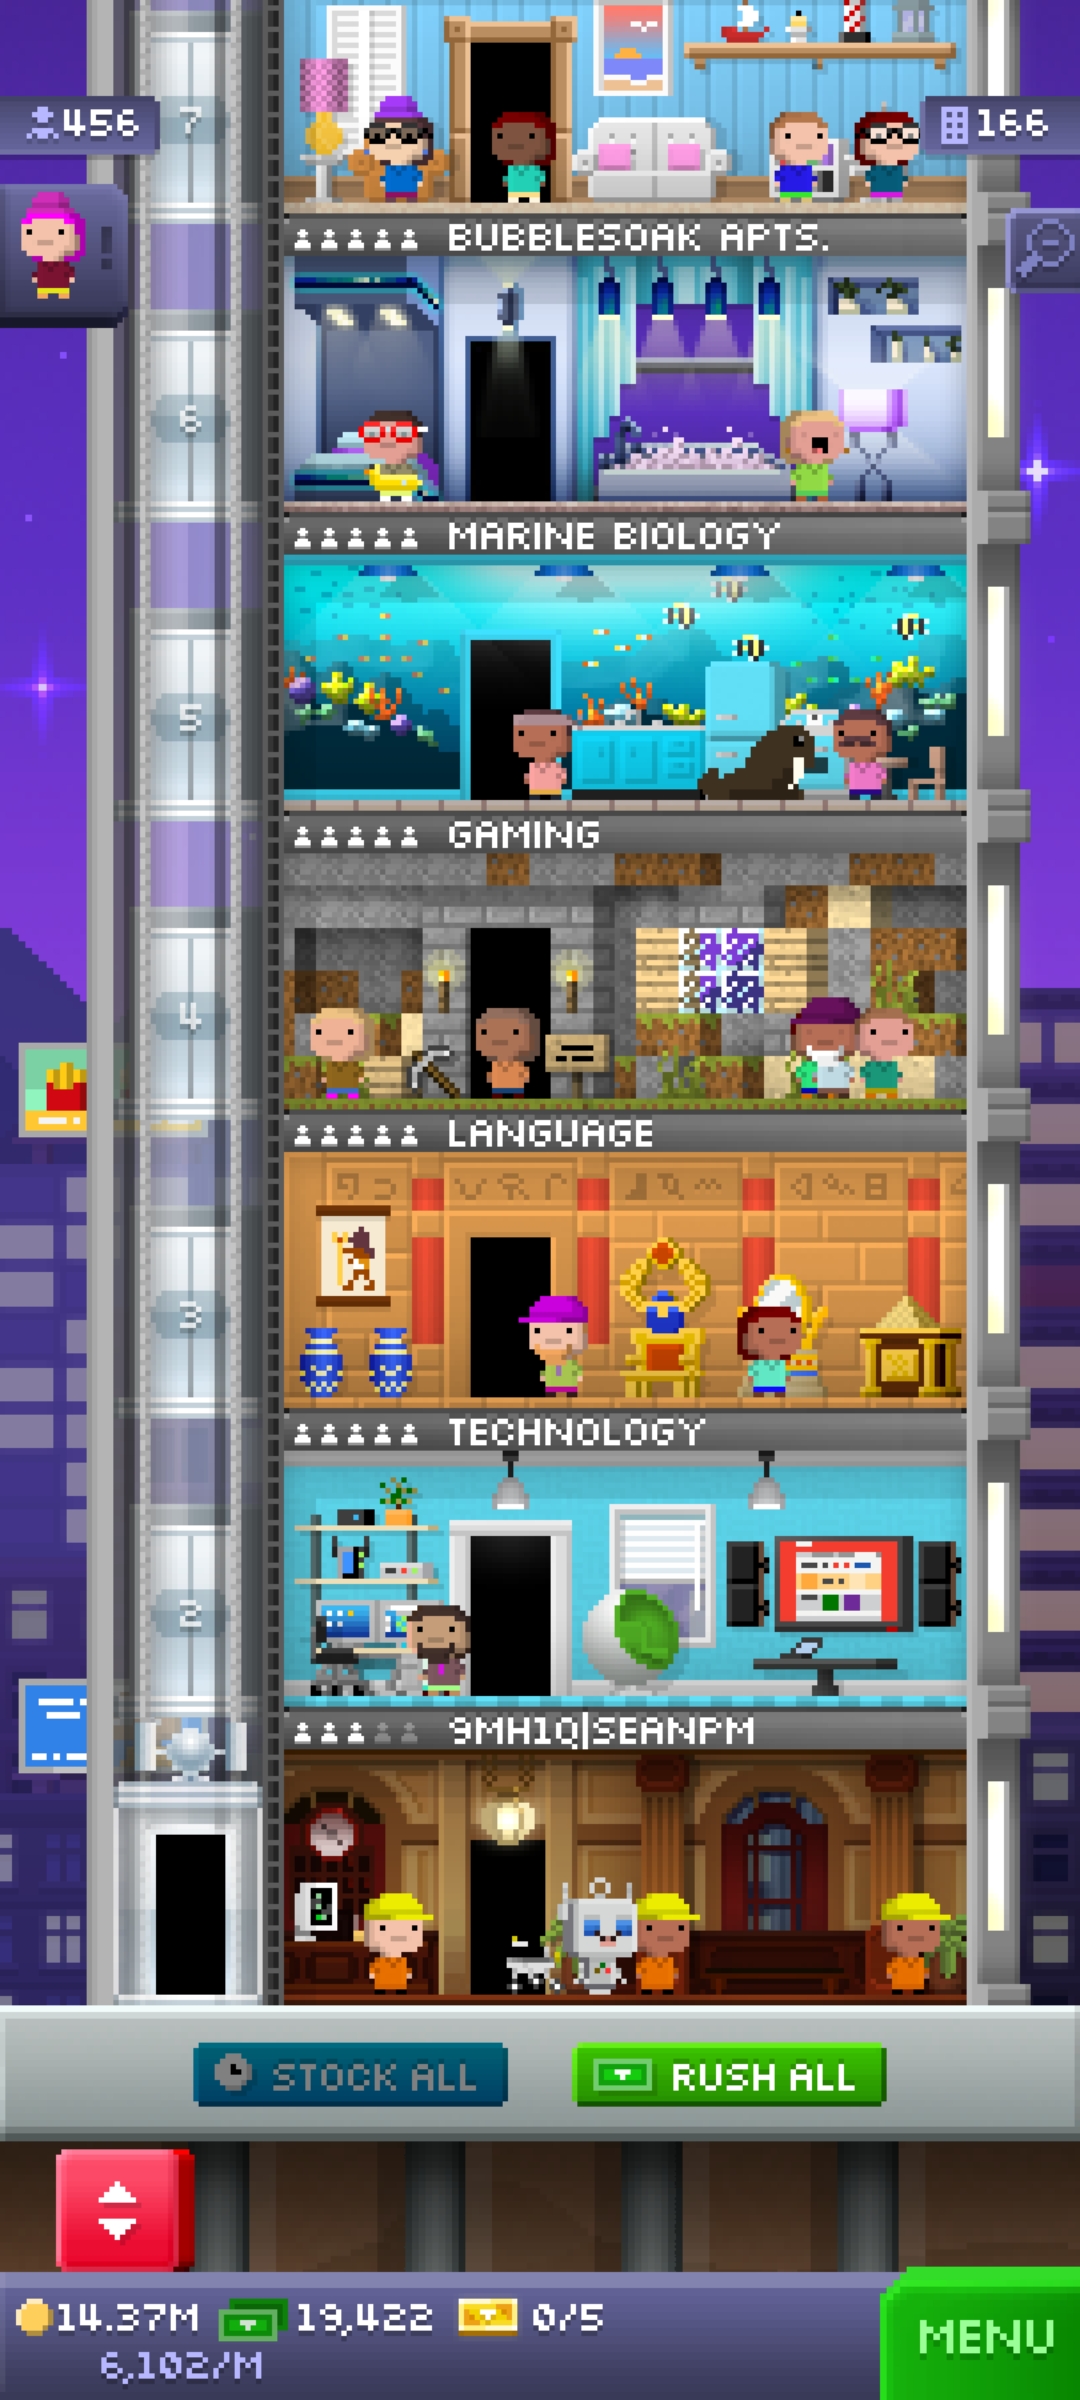 7
456
166
!
BUBBLESOAK APTS.
6
MARINE BIOLOGY
5
GAMING
4
LANGUAGE
3
TECHNOLOGY
2
9MH1Q|SEANPM
STOCK ALL
RUSH ALL
14.37M
19,422
0/5
6,102/M
MENU